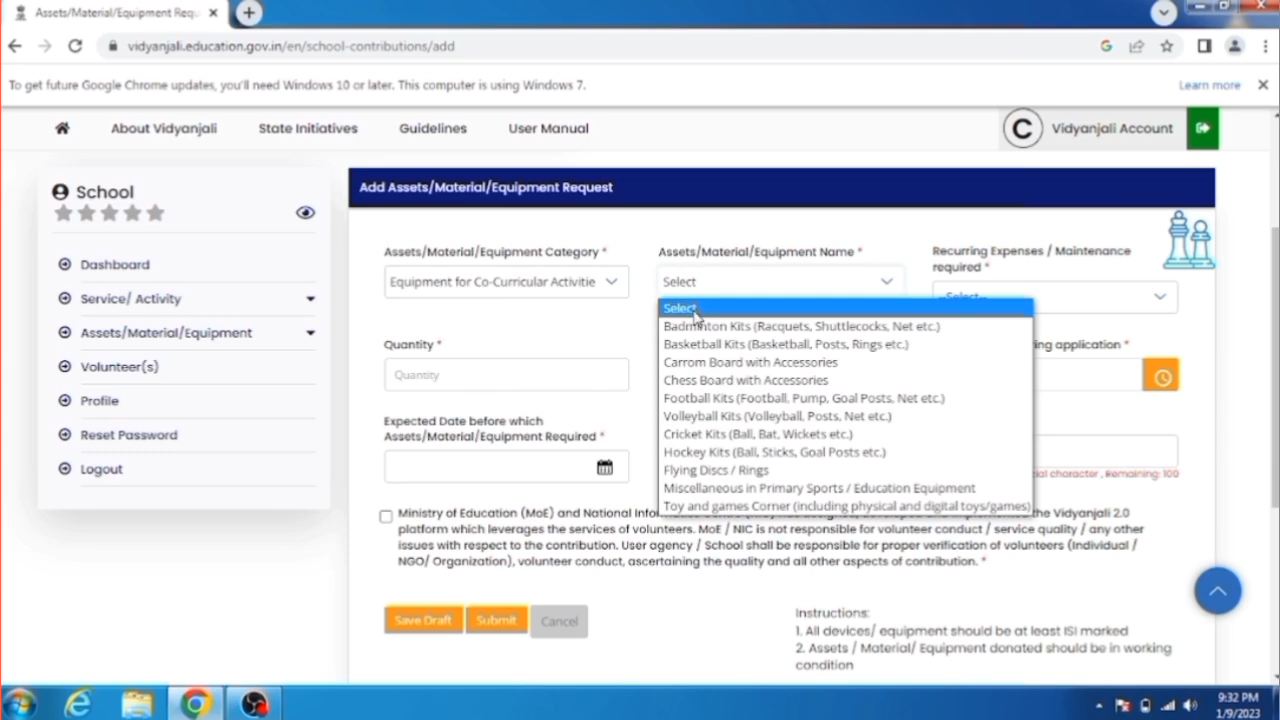 Assets/Material/Equipment Requ
vidyanjali.education.gov.in/en/school-contributions/add
To get future Google Chrome updates, you'll need Windows 10 or later. This computer is using Windows 7.
Learn more
About Vidyanjali
State Initiatives
Guidelines
User Manual
C
Vidyanjali Account
School
Dashboard
Service/ Activity
Assets/Material/Equipment
Volunteer(s)
Profile
Reset Password
Logout
Add Assets/Material/Equipment Request
Assets/Material/Equipment Category *
Equipment for Co-Curricular Activitie
Assets/Material/Equipment Name *
Select
Recurring Expenses / Maintenance
required *
--Select--
Select
Badminton Kits (Racquets, Shuttlecocks, Net etc.)
Basketball Kits (Basketball, Posts, Rings etc.)
Carrom Board with Accessories
Chess Board with Accessories
Football Kits (Football, Pump, Goal Posts, Net etc.)
Volleyball Kits (Volleyball, Posts, Net etc.)
Cricket Kits (Ball, Bat, Wickets etc.)
Hockey Kits (Ball, Sticks, Goal Posts etc.)
Flying Discs / Rings
Miscellaneous in Primary Sports / Education Equipment
Toy and games Corner (including physical and digital toys/games)
Quantity *
Quantity
application *
Expected Date before which
Assets/Material/Equipment Required *
character , Remaining: 100
Ministry of Education (MoE) and National the Vidyanjali 2.0
platform which leverages the services of volunteers. MoE / NIC is not responsible for volunteer conduct / service quality / any other
issues with respect to the contribution. User agency / School shall be responsible for proper verification of volunteers (Individual /
NGO/ Organization), volunteer conduct, ascertaining the quality and all other aspects of contribution. *
Save Draft
Submit
Cancel
Instructions:
1. All devices/ equipment should be at least ISI marked
2. Assets / Material/ Equipment donated should be in working
condition
9:32 PM
1/9/2023